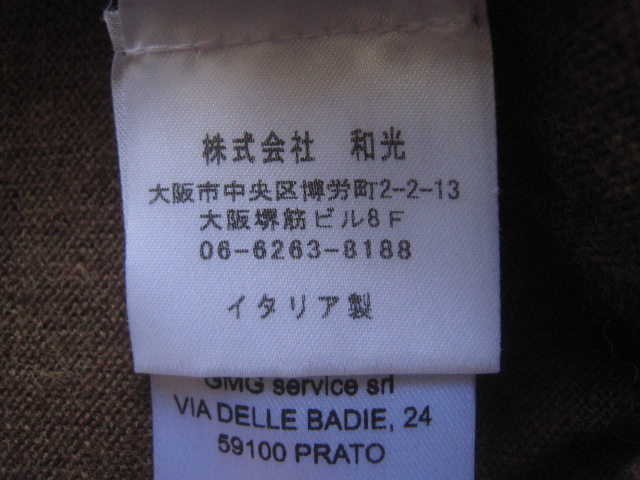 株式会社　和光
大阪市中央区博労町2-2-13
大阪堺筋ビル8F
06-6263-8188
イタリア製
GMG service srl
VIA DELLE BADIE, 24
59100 PRATO